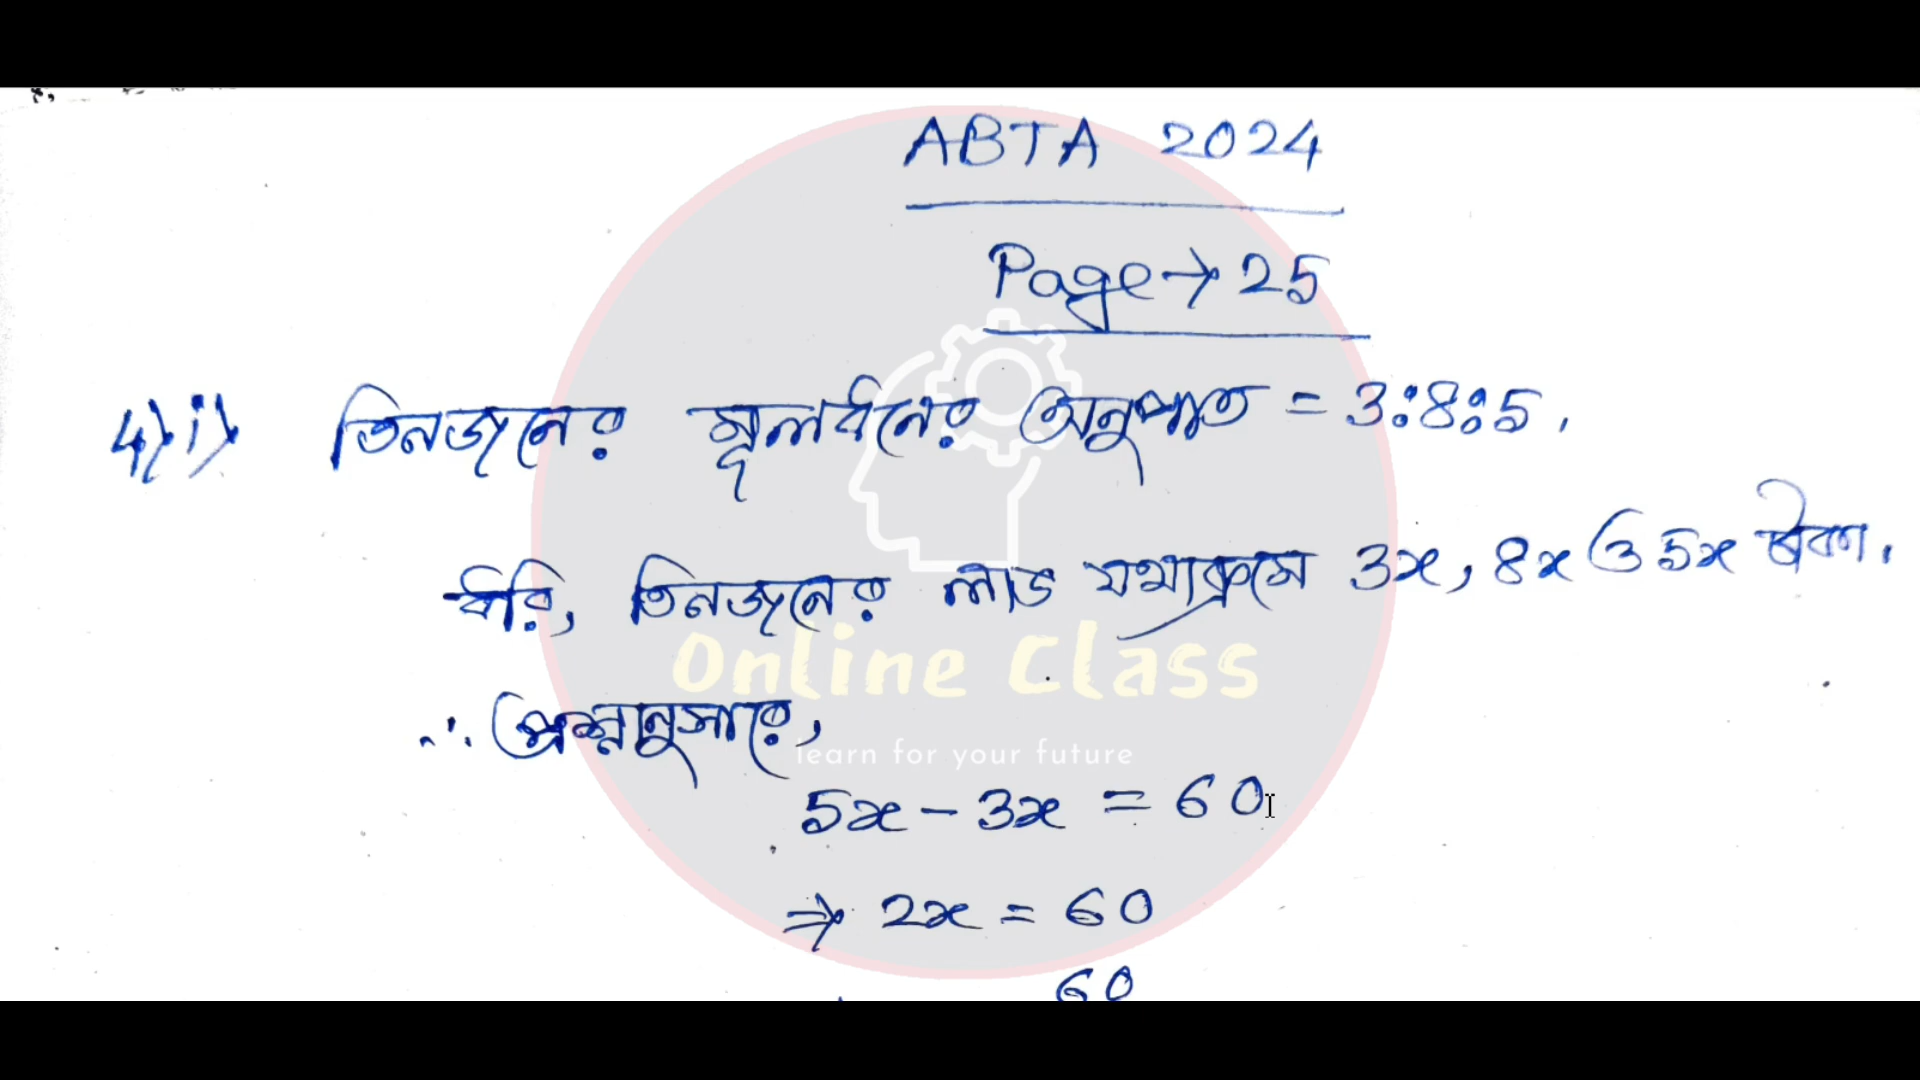 ABTA 2024
Page→25
4)i) তিনজনের মূলধনের অনুপাত = 3:8:5.
ধরি, তিনজনের লাভ যথাক্রমে 3x, 8x ও 5x টাকা.
Online Class
∴ প্রশ্নানুসারে,
learn for your future
5x - 3x = 60
⇒ 2x = 60
60